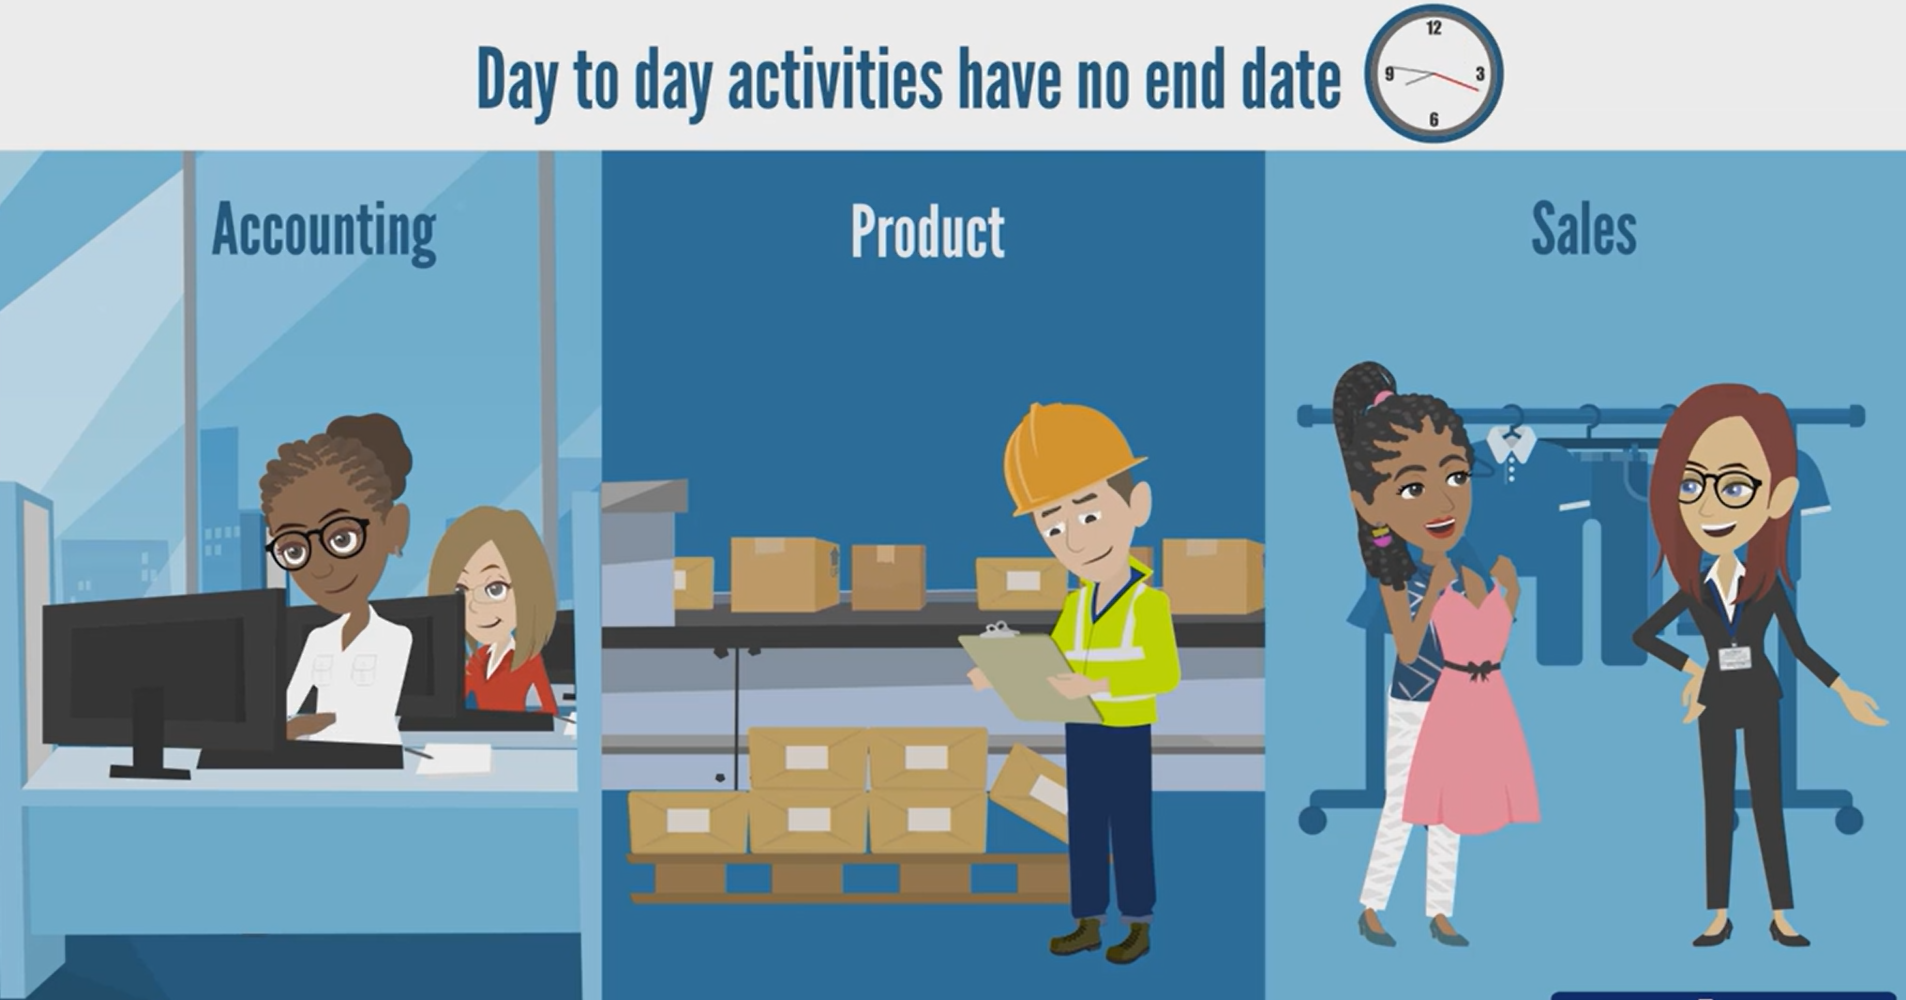 Day to day activities have no end date
12
9
3
6
Accounting
Product
Sales